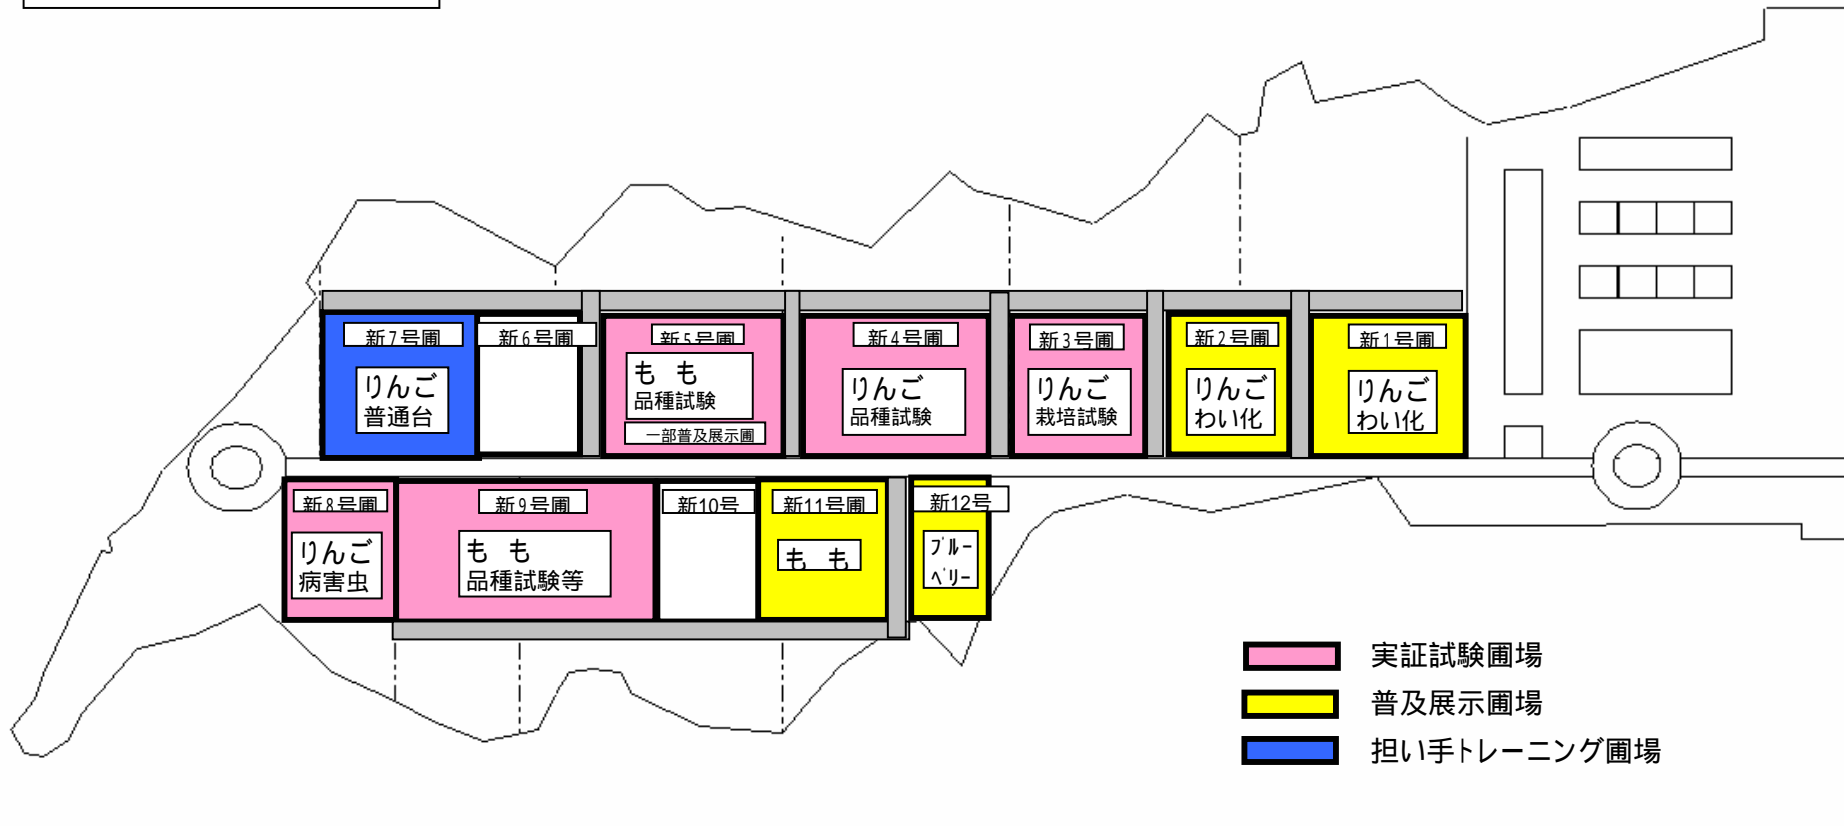 新7号圃
新6号圃
新5号圃
新4号圃
新3号圃
新2号圃
新1号圃
りんご
普通台
もも
品種試験
一部普及展示圃
りんご
品種試験
りんご
栽培試験
りんご
わい化
りんご
わい化
新8号圃
新9号圃
新10号
新11号圃
新12号
りんご
病害虫
もも
品種試験等
もも
ブルー
ベリー
実証試験圃場
普及展示圃場
担い手トレーニング圃場